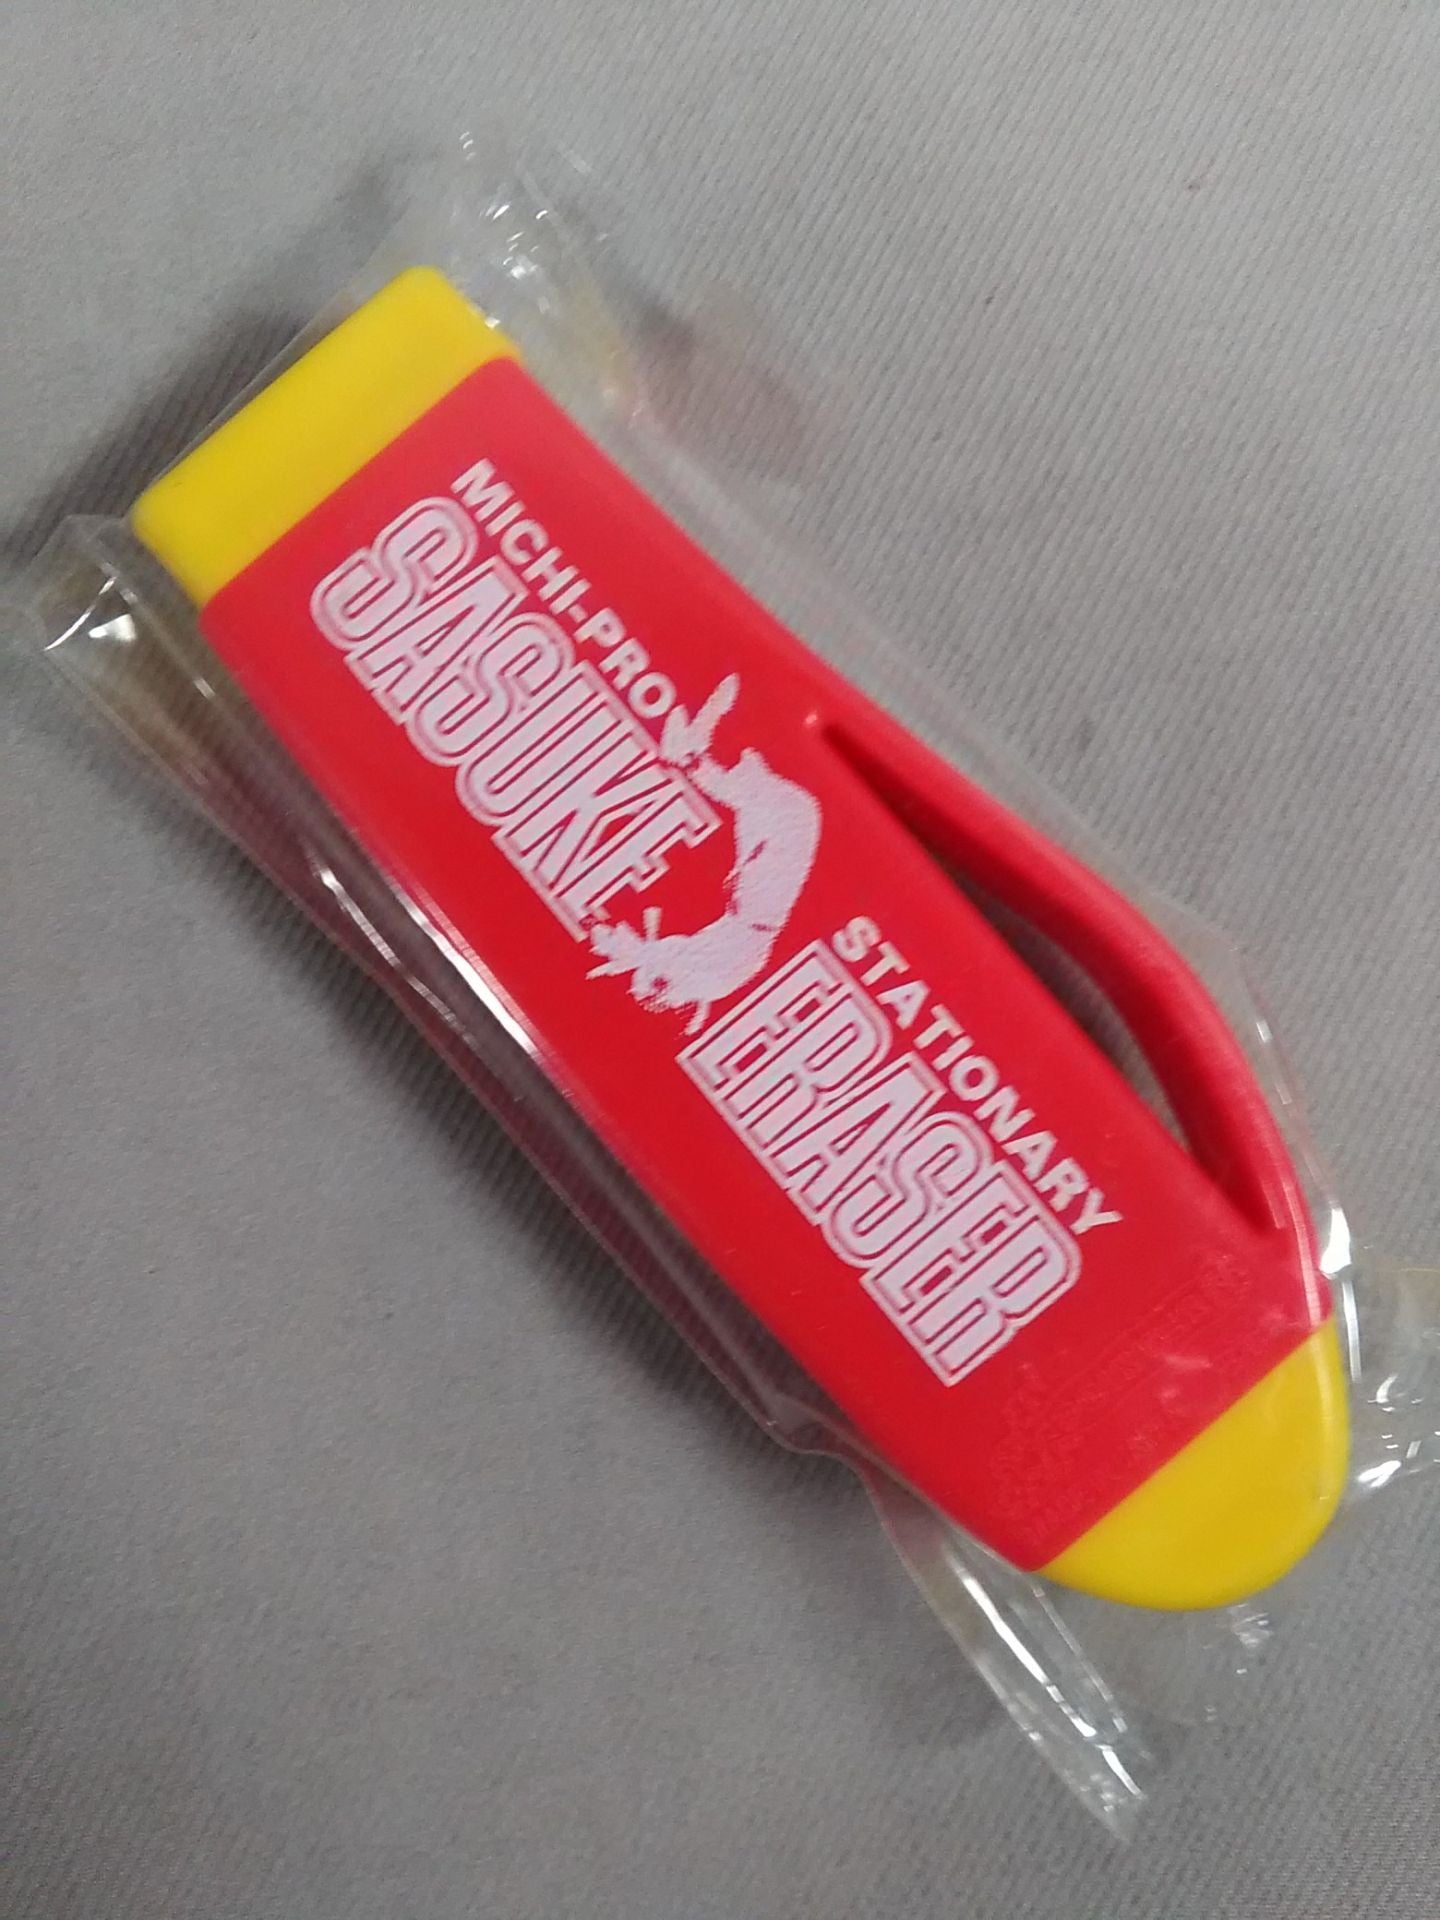 MICHI-PRO
SASUKE
STATIONARY
ERASER